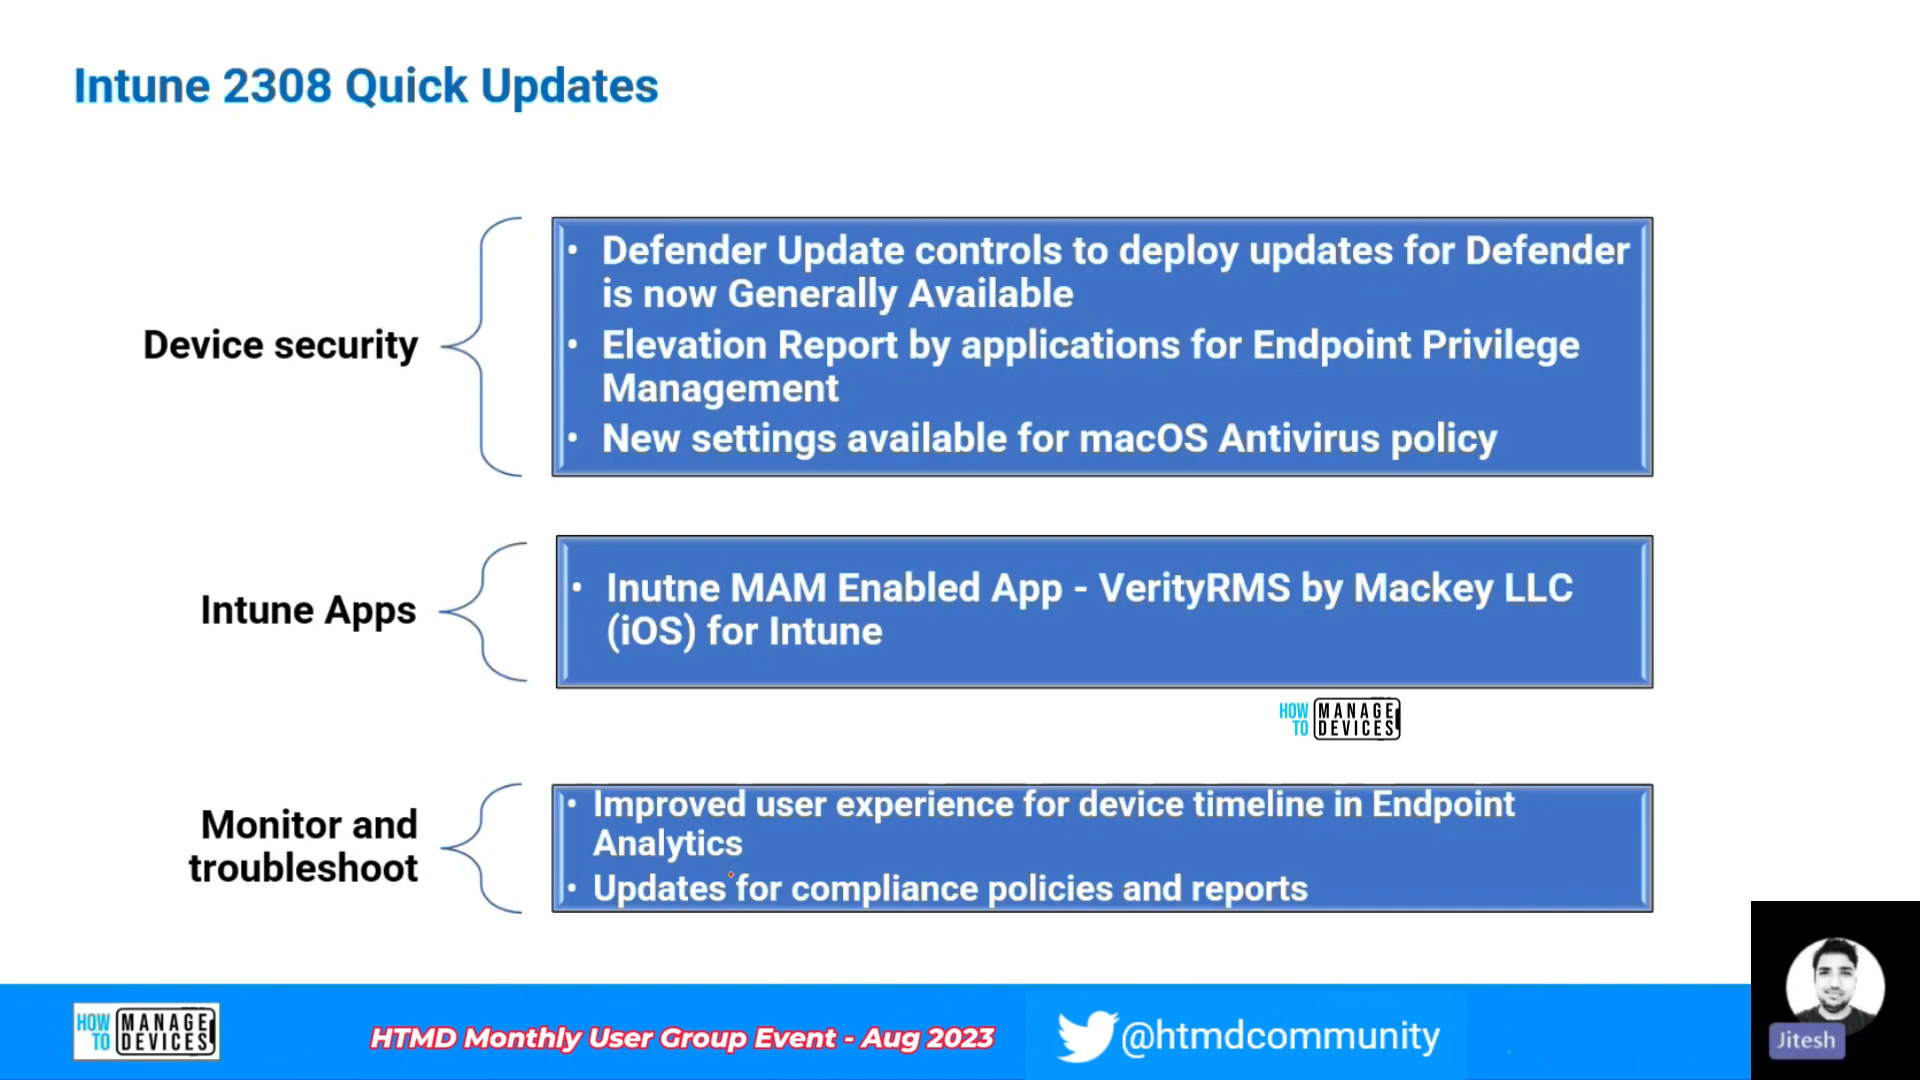 Intune 2308 Quick Updates
Device security
• Defender Update controls to deploy updates for Defender
is now Generally Available
• Elevation Report by applications for Endpoint Privilege
Management
• New settings available for macOS Antivirus policy
Intune Apps
• Inutne MAM Enabled App - VerityRMS by Mackey LLC
(iOS) for Intune
HOW TO MANAGE DEVICES
Monitor and
troubleshoot
• Improved user experience for device timeline in Endpoint
Analytics
• Updates for compliance policies and reports
HOW TO MANAGE DEVICES
HTMD Monthly User Group Event - Aug 2023
@htmdcommunity
Jitesh